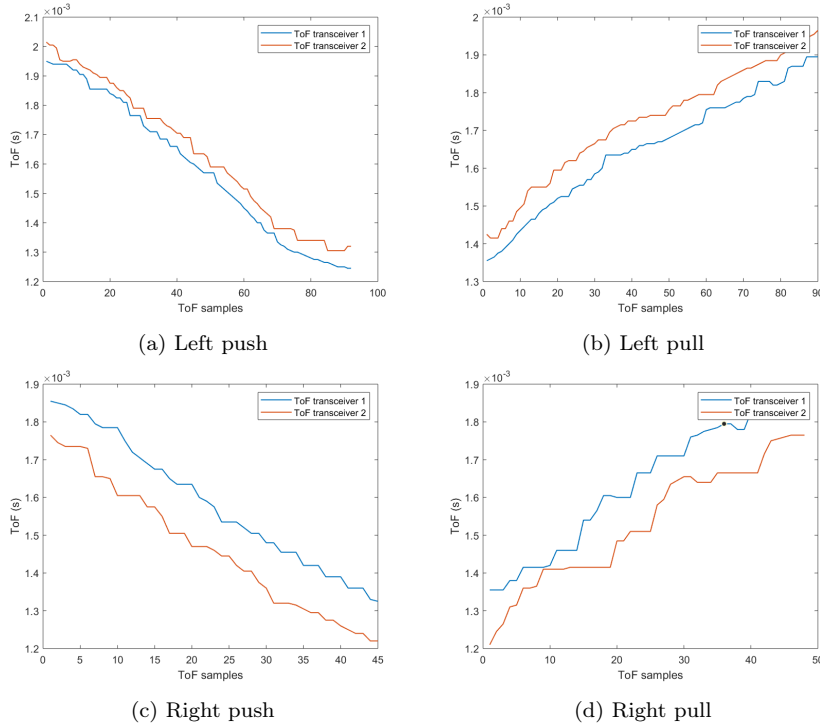 ×10⁻³
2.1
2
1.9
1.8
1.7
1.6
1.5
1.4
1.3
1.2
ToF (s)
0 20 40 60 80 100
ToF samples
ToF transceiver 1
ToF transceiver 2
(a) Left push
×10⁻³
2
1.9
1.8
1.7
1.6
1.5
1.4
1.3
ToF (s)
0 10 20 30 40 50 60 70 80 90
ToF samples
ToF transceiver 1
ToF transceiver 2
(b) Left pull
×10⁻³
1.9
1.8
1.7
1.6
1.5
1.4
1.3
1.2
ToF (s)
0 5 10 15 20 25 30 35 40 45
ToF samples
ToF transceiver 1
ToF transceiver 2
(c) Right push
×10⁻³
1.9
1.8
1.7
1.6
1.5
1.4
1.3
1.2
ToF (s)
0 10 20 30 40 50
ToF samples
ToF transceiver 1
ToF transceiver 2
(d) Right pull